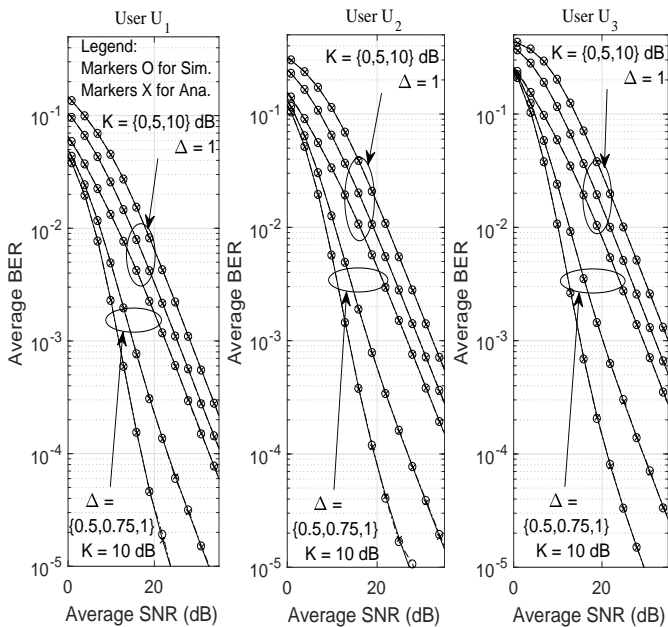 User U1
Legend:
Markers O for Sim.
Markers X for Ana.
K = {0,5,10} dB
Δ = 1
Δ =
{0.5,0.75,1}
K = 10 dB
10^-1
10^-2
10^-3
10^-4
10^-5
0
20
Average BER
Average SNR (dB)
User U2
K = {0,5,10} dB
Δ = 1
Δ =
{0.5,0.75,1}
K = 10 dB
10^-1
10^-2
10^-3
10^-4
10^-5
0
20
Average BER
Average SNR (dB)
User U3
K = {0,5,10} dB
Δ = 1
Δ =
{0.5,0.75,1}
K = 10 dB
10^-1
10^-2
10^-3
10^-4
10^-5
0
20
Average BER
Average SNR (dB)